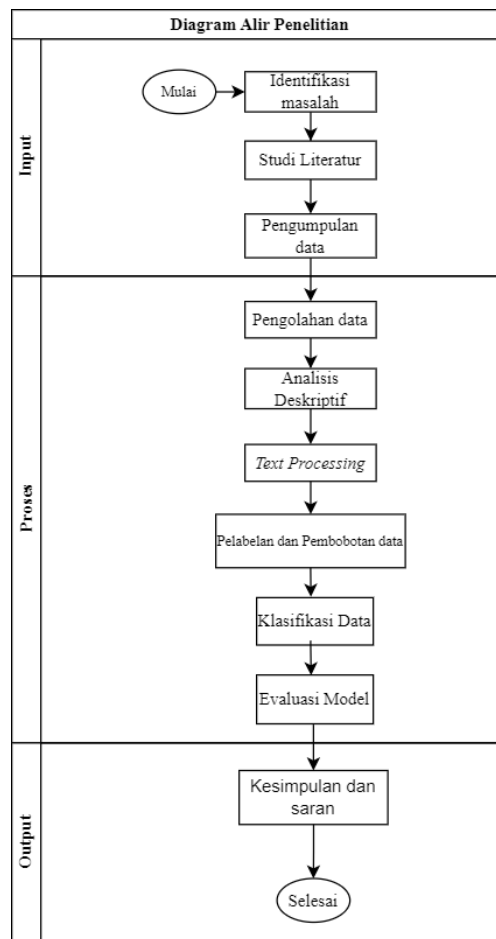 Diagram Alir Penelitian
Input
Mulai
Identifikasi
masalah
Studi Literatur
Pengumpulan
data
Proses
Pengolahan data
Analisis
Deskriptif
Text Processing
Pelabelan dan Pembobotan data
Klasifikasi Data
Evaluasi Model
Output
Kesimpulan dan
saran
Selesai